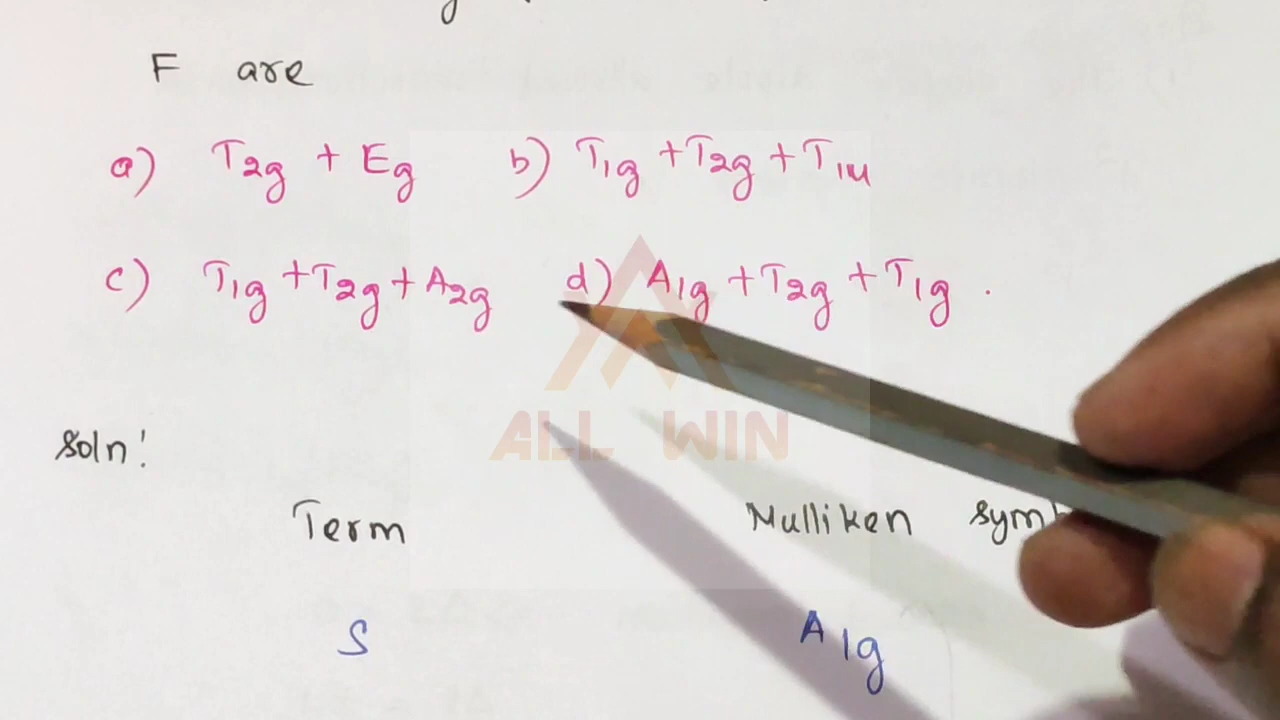 F are
a) T2g + Eg b) T1g + T2g + T1u
c) T1g + T2g + A2g d) A1g + T2g + T1g .
ALL WIN
Soln!
Term Mulliken
S A1g